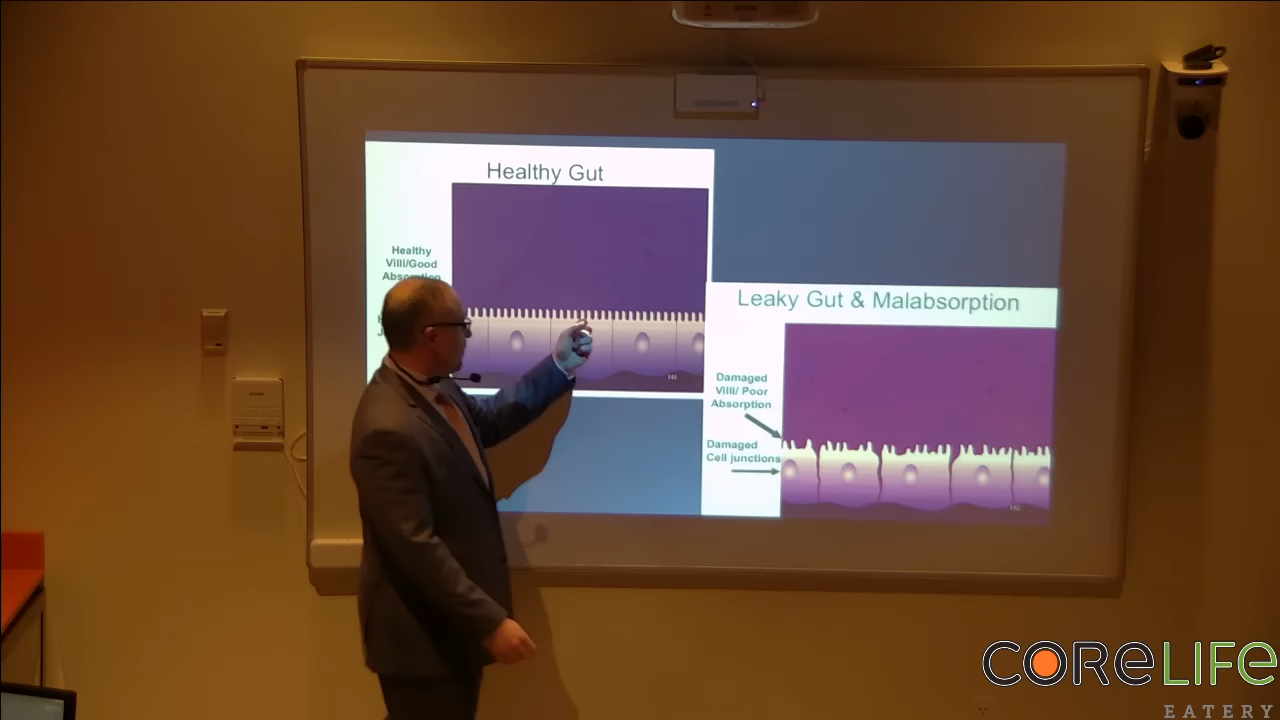 Healthy Gut
Healthy
Villi/Good
Absorption
Leaky Gut & Malabsorption
Damaged
Villi/ Poor
Absorption
Damaged
Cell junctions
CORELIFE
EATERY